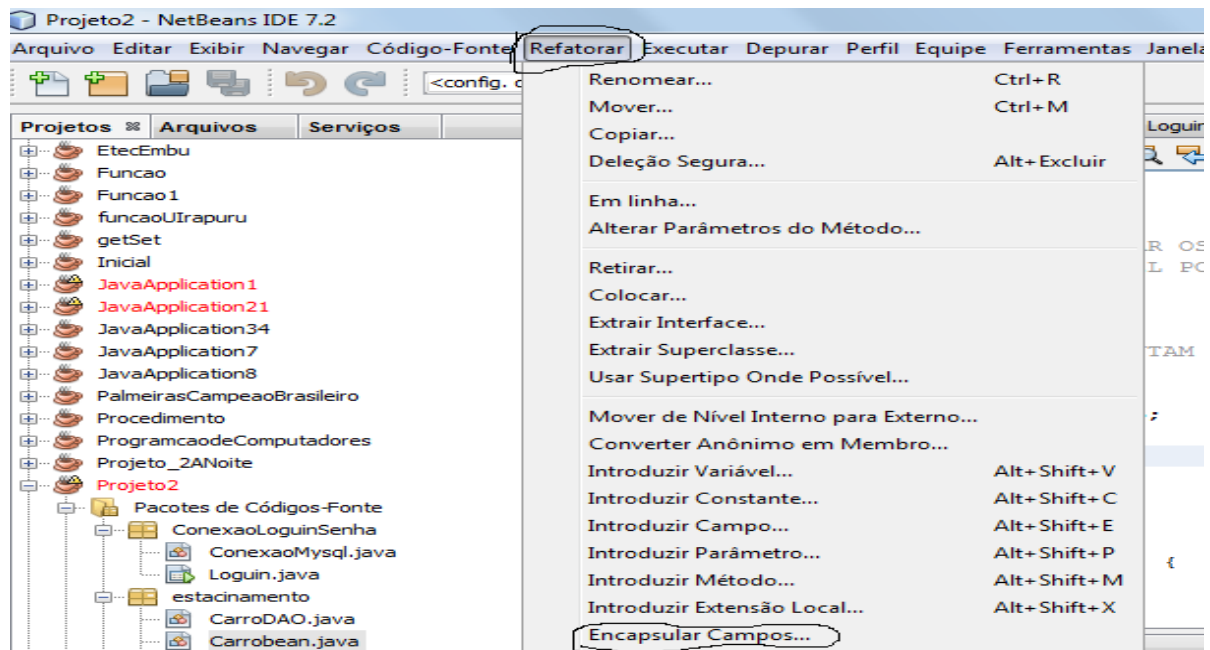 Projeto2 - NetBeans IDE 7.2
Arquivo Editar Exibir Navegar Código-Fonte Refatorar Executar Depurar Perfil Equipe Ferramentas Janela
<config.
Renomear... Ctrl+R
Mover... Ctrl+M
Copiar...
Deleção Segura... Alt+Excluir
Em linha...
Alterar Parâmetros do Método...
Retirar...
Colocar...
Extrair Interface...
Extrair Superclasse...
Usar Supertipo Onde Possível...
Mover de Nível Interno para Externo...
Converter Anônimo em Membro...
Introduzir Variável... Alt+Shift+V
Introduzir Constante... Alt+Shift+C
Introduzir Campo... Alt+Shift+E
Introduzir Parâmetro... Alt+Shift+P
Introduzir Método... Alt+Shift+M
Introduzir Extensão Local... Alt+Shift+X
Encapsular Campos...
Projetos Arquivos Serviços
EtecEmbu
Funcao
Funcao1
funcaoUIrapuru
getSet
Inicial
JavaApplication1
JavaApplication21
JavaApplication34
JavaApplication7
JavaApplication8
PalmeirasCampeaoBrasileiro
Procedimento
ProgramcaodeComputadores
Projeto_2ANoite
Projeto2
Pacotes de Códigos-Fonte
ConexaoLoguinSenha
ConexaoMysql.java
Loguin.java
estacinamento
CarroDAO.java
Carrobean.java
Loguin
R OS
L PO
TAM
;
{